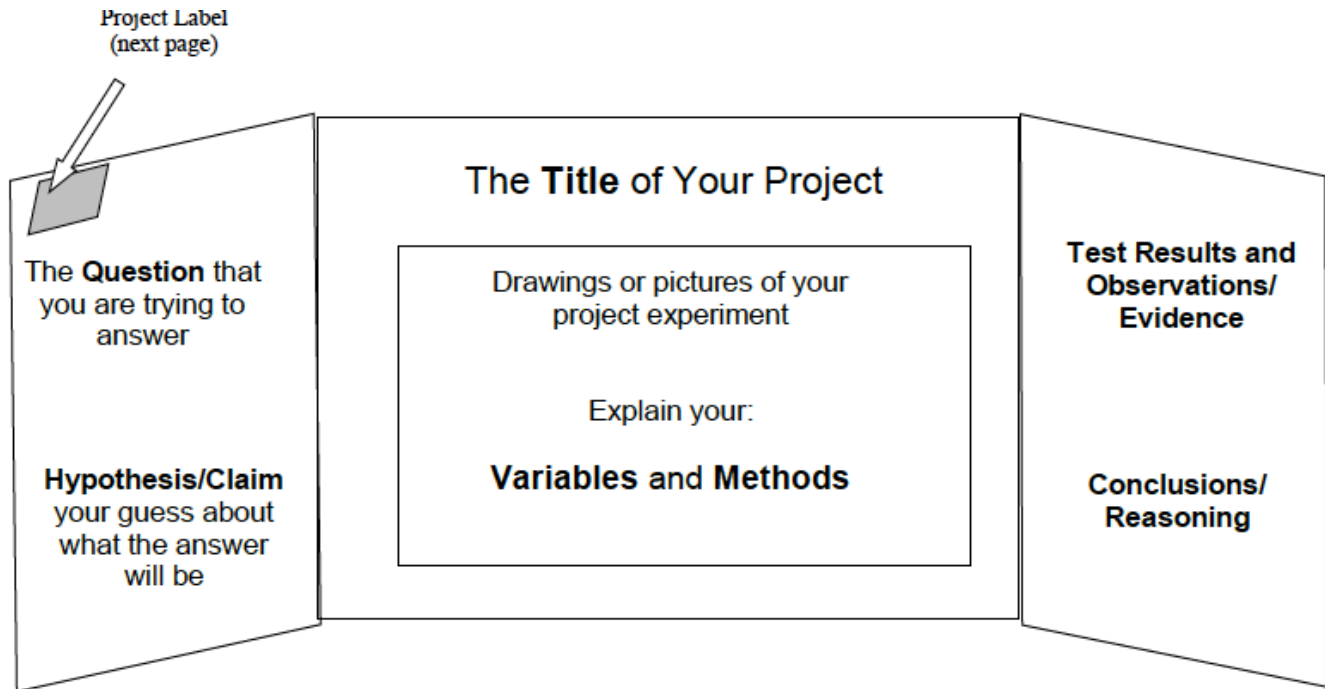 Project Label
(next page)
The Question that
you are trying to
answer
Hypothesis/Claim
your guess about
what the answer
will be
The Title of Your Project
Drawings or pictures of your
project experiment
Explain your:
Variables and Methods
Test Results and
Observations/
Evidence
Conclusions/
Reasoning